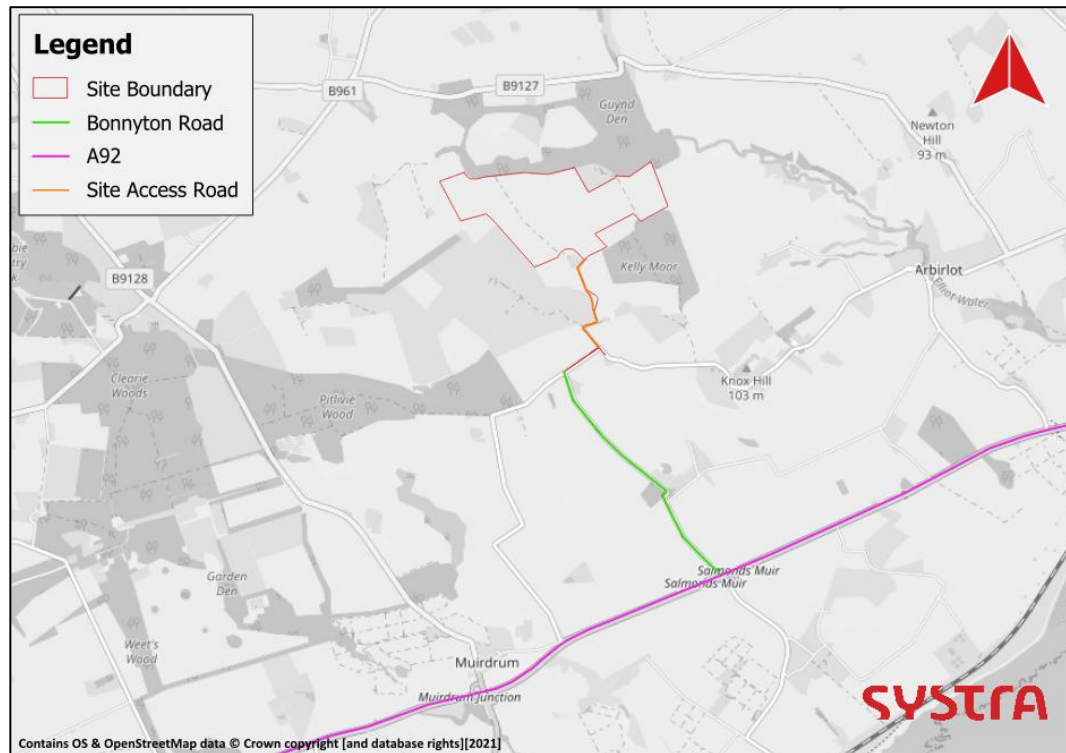 Legend
Site Boundary
Bonnyton Road
A92
Site Access Road
B961
B9127
Guynd
Den
Newton
Hill
93 m
B9128
Kelly Moor
Arbirlot
Elliot Water
Clearie
Woods
Pitlivie
Wood
Knox Hill
103 m
Salmonds Muir
Salmonds Muir
Garden
Den
Weet's
Wood
Muirdrum
Muirdrum Junction
SYSTRA
Contains OS & OpenStreetMap data © Crown copyright [and database rights][2021]